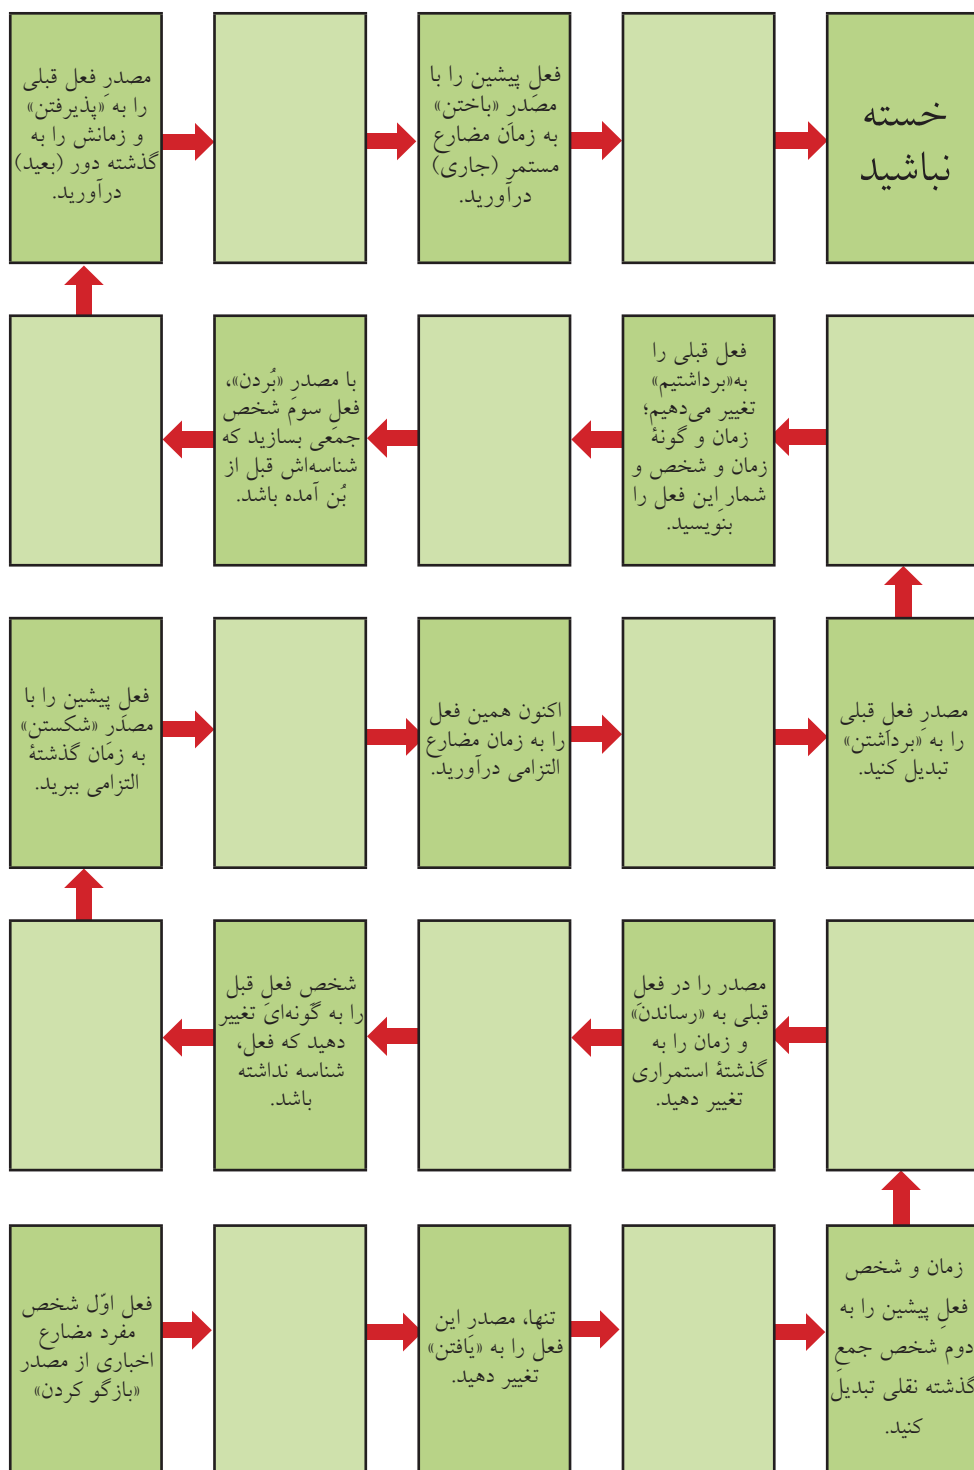 خسته
نباشید
فعلِ پیشین را با
مصدرِ «باختن»
به زمان مضارع
مستمر (جاری)
درآورید.
مصدرِ فعل قبلی
را به «پذیرفتن»
و زمانش را به
گذشته دور (بعید)
درآورید.
فعل قبلی را
به«برداشتیم»
تغییر می‌دهیم؛
زمان و گونهٔ
زمان و شخص و
شمارِ این فعل را
بنویسید.
با مصدرِ «بُردن»،
فعلِ سوم شخصِ
جمعی بسازید که
شناسه‌اش قبل از
بُن آمده باشد.
مصدرِ فعلِ قبلی
را به «برداشتن»
تبدیل کنید.
اکنون همین فعل
را به زمان مضارع
التزامی درآورید.
فعلِ پیشین را با
مصدرِ «شکستن»
به زمان گذشتهٔ
التزامی ببرید.
مصدر را در فعلِ
قبلی به «رساندن»
و زمان را به
گذشتهٔ استمراری
تغییر دهید.
شخصِ فعلِ قبل
را به گونه‌ای تغییر
دهید که فعل،
شناسه نداشته
باشد.
زمان و شخص
فعلِ پیشین را به
دوم شخص جمعِ
گذشته نقلی تبدیل
کنید.
تنها، مصدرِ این
فعل را به «یافتن»
تغییر دهید.
فعل اوّل شخص
مفرد مضارع
اخباری از مصدر
«بازگو کردن»